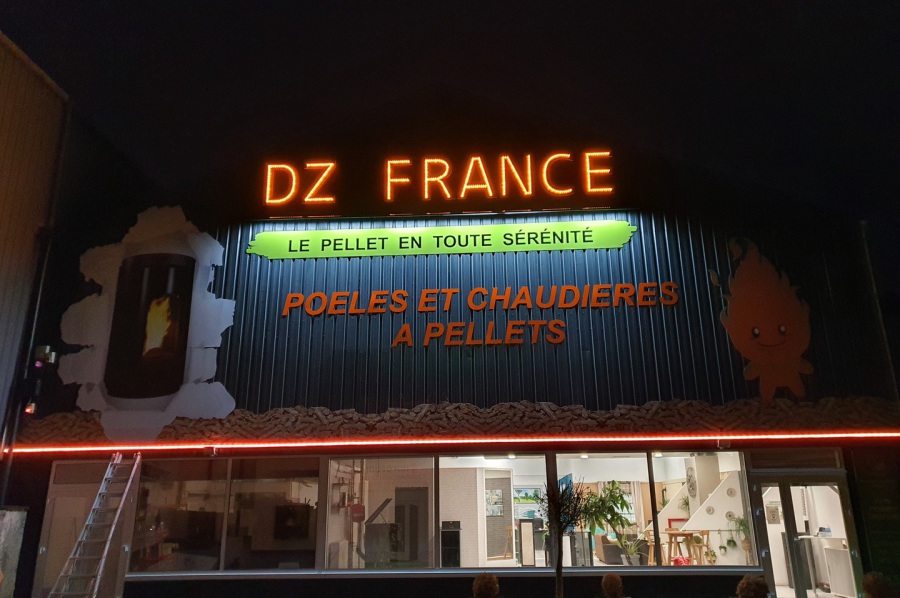 DZ FRANCE
LE PELLET EN TOUTE SÉRÉNITÉ
POELES ET CHAUDIERES
A PELLETS